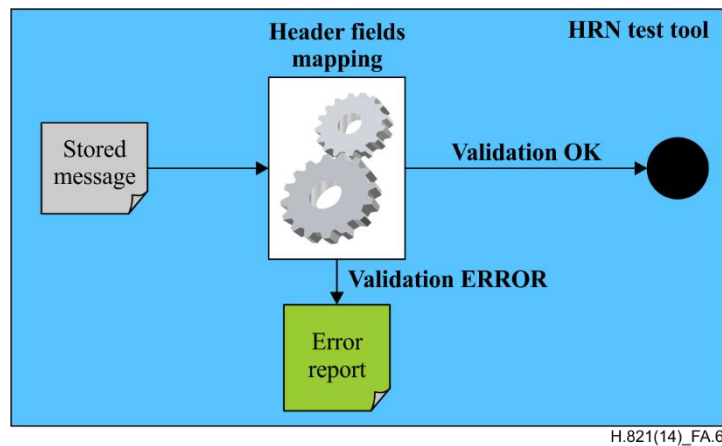 Header fields
mapping
HRN test tool
Stored
message
Validation OK
Validation ERROR
Error
report
H.821(14)_FA.6